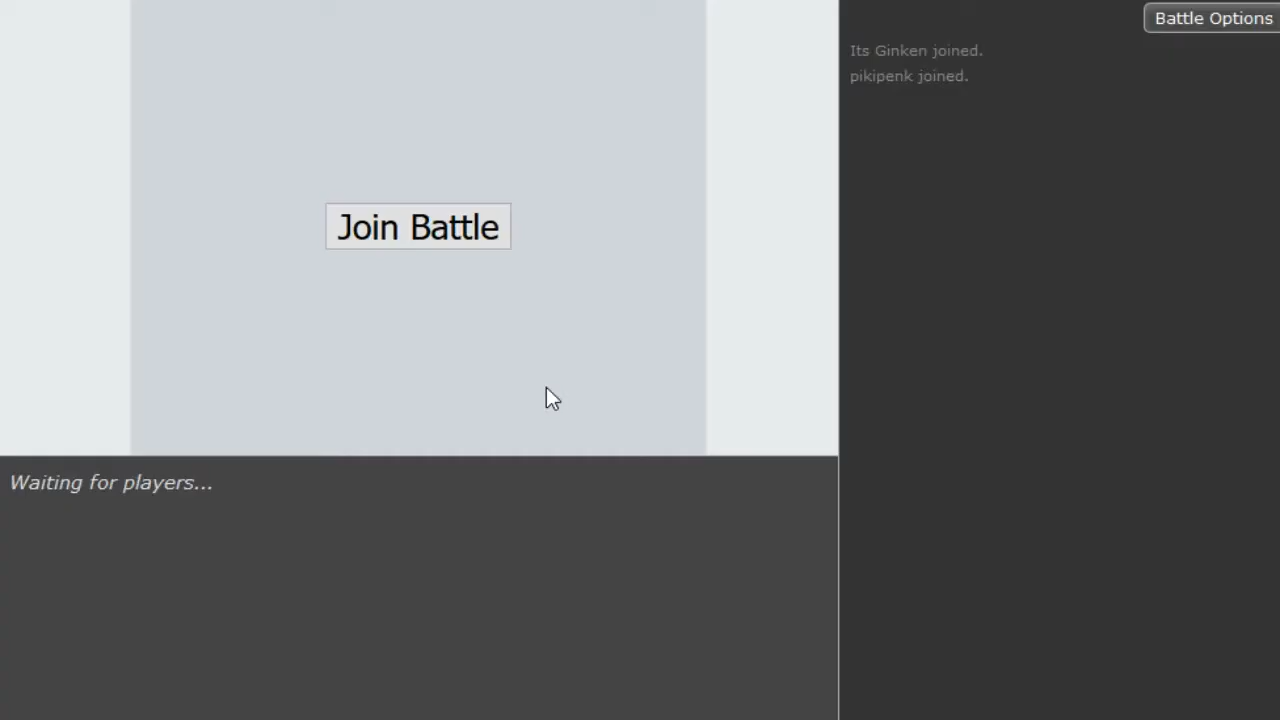 Battle Options
Its Ginken joined.
pikipenk joined.
Join Battle
Waiting for players...